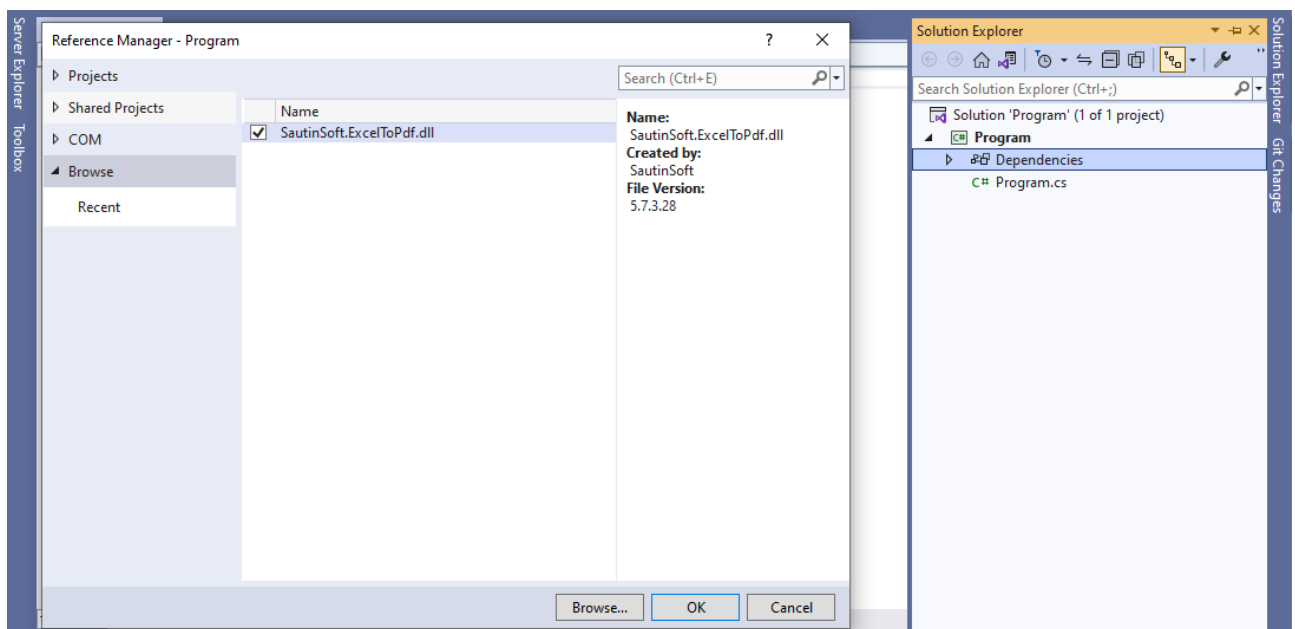 Server Explorer
Toolbox
Reference Manager - Program
? 
Projects
Shared Projects
COM
Browse
Recent
Search (Ctrl+E)
Name
SautinSoft.ExcelToPdf.dll
Name:
SautinSoft.ExcelToPdf.dll
Created by:
SautinSoft
File Version:
5.7.3.28
Browse...
OK
Cancel
Solution Explorer
Search Solution Explorer (Ctrl+;)
Solution 'Program' (1 of 1 project)
C# Program
Dependencies
C# Program.cs
Solution Explorer
Git Changes